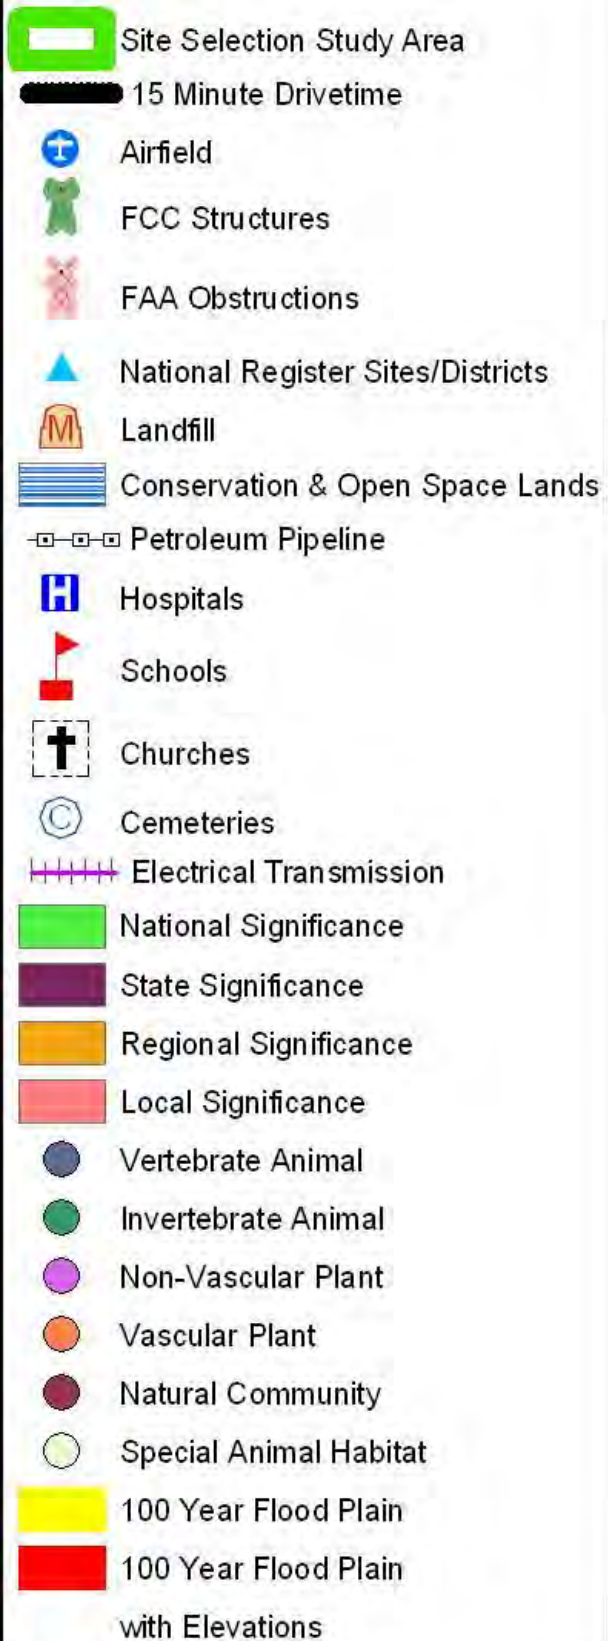 Site Selection Study Area
15 Minute Drivetime
Airfield
FCC Structures
FAA Obstructions
National Register Sites/Districts
M Landfill
Conservation & Open Space Lands
Petroleum Pipeline
H Hospitals
Schools
Churches
C Cemeteries
Electrical Transmission
National Significance
State Significance
Regional Significance
Local Significance
Vertebrate Animal
Invertebrate Animal
Non-Vascular Plant
Vascular Plant
Natural Community
Special Animal Habitat
100 Year Flood Plain
100 Year Flood Plain
with Elevations